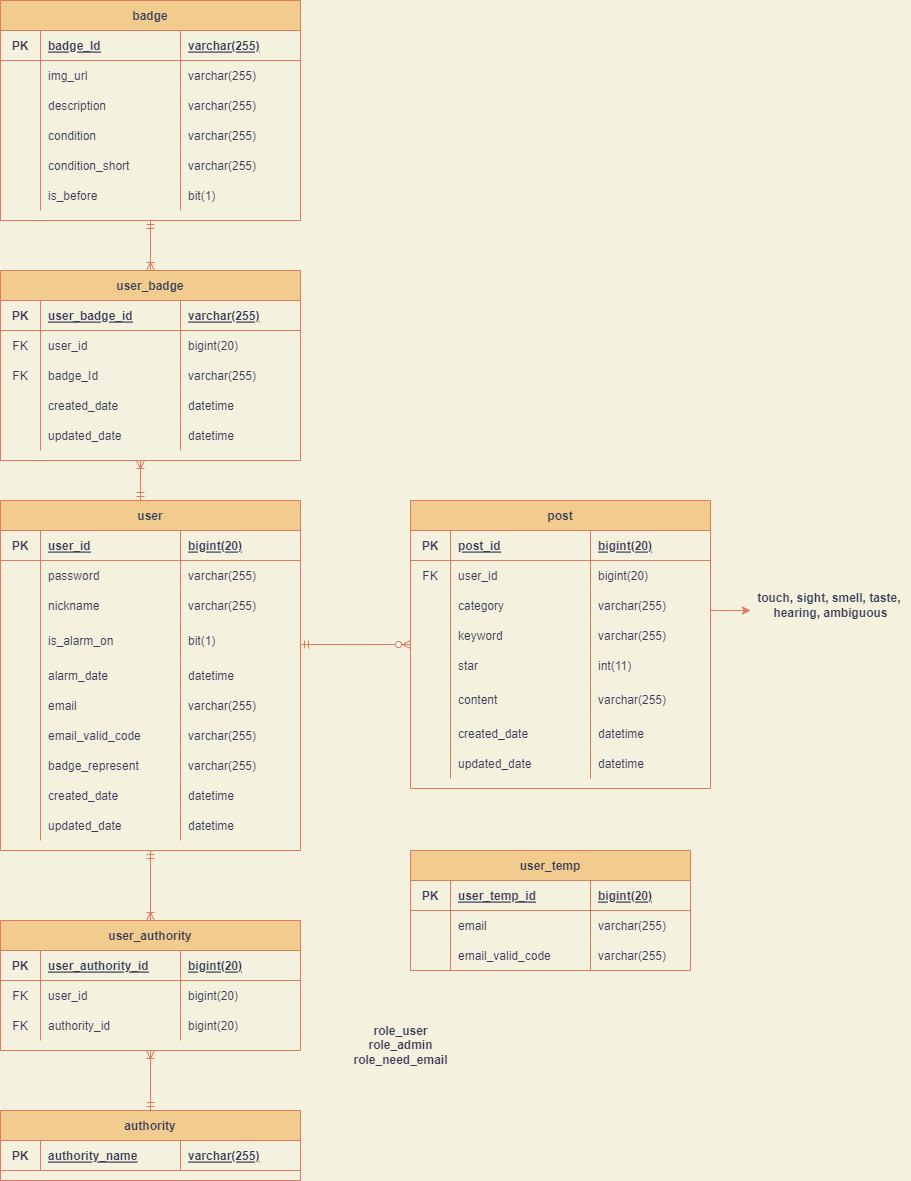 badge
PK badge_Id varchar(255)
img_url varchar(255)
description varchar(255)
condition varchar(255)
condition_short varchar(255)
is_before bit(1)
user_badge
PK user_badge_id varchar(255)
FK user_id bigint(20)
FK badge_Id varchar(255)
created_date datetime
updated_date datetime
user
PK user_id bigint(20)
password varchar(255)
nickname varchar(255)
is_alarm_on bit(1)
alarm_date datetime
email varchar(255)
email_valid_code varchar(255)
badge_represent varchar(255)
created_date datetime
updated_date datetime
post
PK post_id bigint(20)
FK user_id bigint(20)
category varchar(255)
keyword varchar(255)
star int(11)
content varchar(255)
created_date datetime
updated_date datetime
touch, sight, smell, taste,
hearing, ambiguous
user_temp
PK user_temp_id bigint(20)
email varchar(255)
email_valid_code varchar(255)
user_authority
PK user_authority_id bigint(20)
FK user_id bigint(20)
FK authority_id bigint(20)
role_user
role_admin
role_need_email
authority
PK authority_name varchar(255)